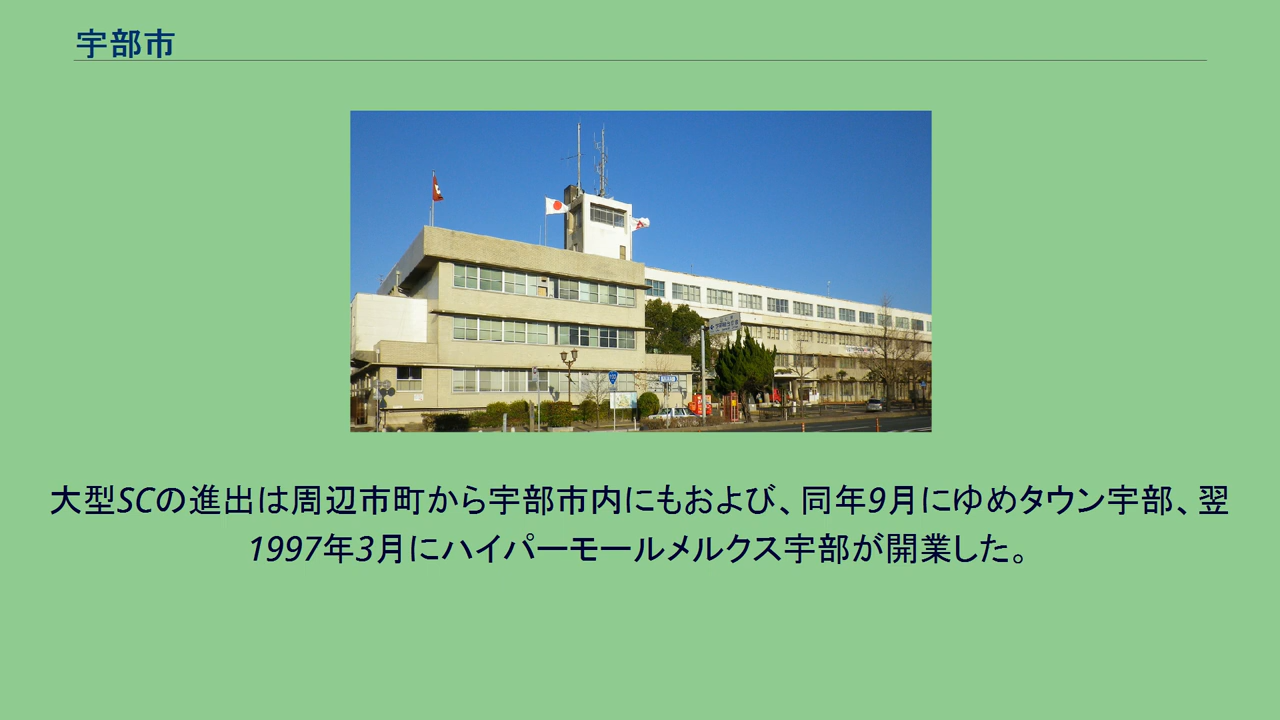 宇部市
大型SCの進出は周辺市町から宇部市内にもおよび、同年9月にゆめタウン宇部、翌
1997年3月にハイパーモールメルクス宇部が開業した。